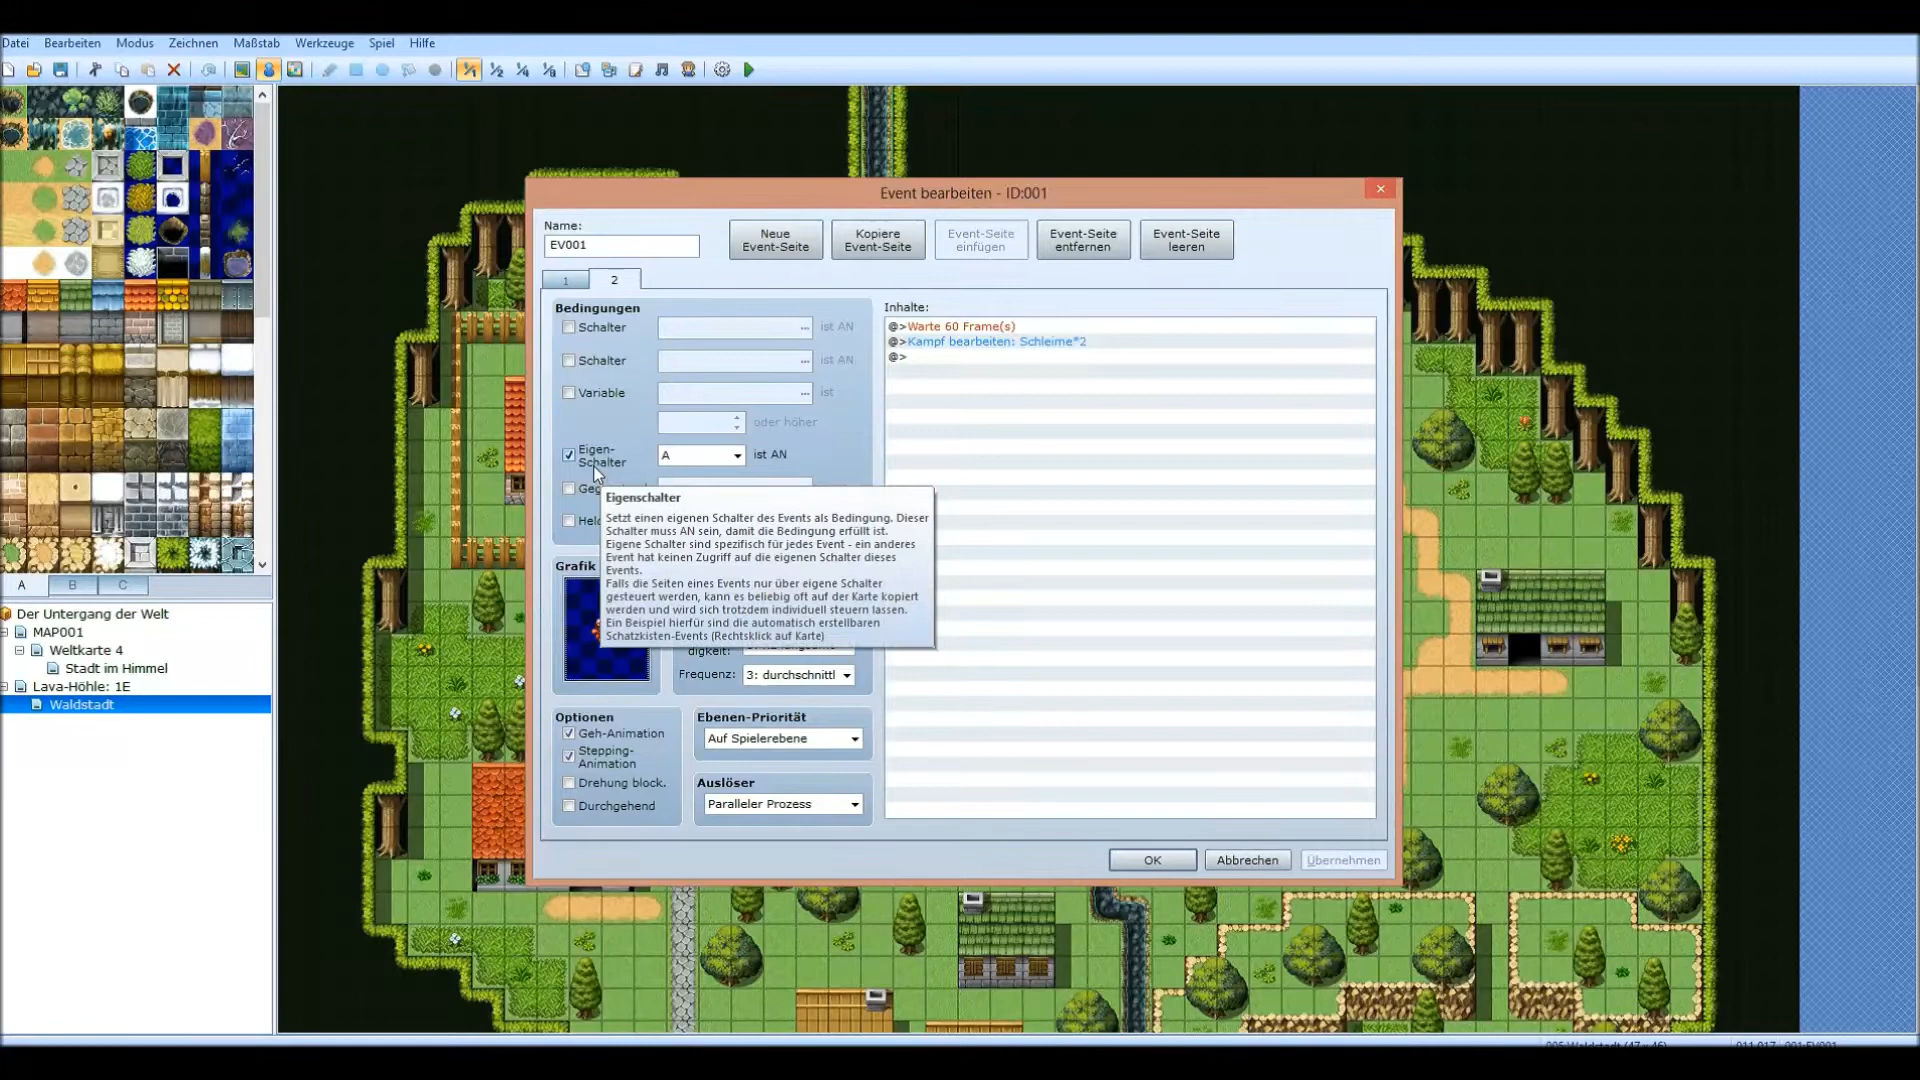 Datei Bearbeiten Modus Zeichnen Maßstab Werkzeuge Spiel Hilfe
Event bearbeiten - ID:001
Name:
EV001
Neue
Event-Seite
Kopiere
Event-Seite
Event-Seite
einfügen
Event-Seite
entfernen
Event-Seite
leeren
1 2
Bedingungen
Schalter ... ist AN
Schalter ... ist AN
Variable ... ist
oder höher
Eigen-
Schalter A ist AN
Eigenschalter
Setzt einen eigenen Schalter des Events als Bedingung. Dieser
Schalter muss AN sein, damit die Bedingung erfüllt ist.
Eigene Schalter sind spezifisch für jedes Event - ein anderes
Event hat keinen Zugriff auf die eigenen Schalter dieses
Events.
Falls die Seiten eines Events nur über eigene Schalter
gesteuert werden, kann es beliebig oft auf der Karte kopiert
werden und wird sich trotzdem individuell steuern lassen.
Ein Beispiel hierfür sind die automatisch erstellbaren
Schatzkisten-Events (Rechtsklick auf Karte)
Grafik
digkeit:
Frequenz: 3: durchschnittl
Optionen
Geh-Animation
Stepping-
Animation
Drehung block.
Durchgehend
Ebenen-Priorität
Auf Spielerebene
Auslöser
Paralleler Prozess
Inhalte:
@>Warte 60 Frame(s)
@>Kampf bearbeiten: Schleime*2
@>
OK Abbrechen Übernehmen
A B C
Der Untergang der Welt
MAP001
Weltkarte 4
Stadt im Himmel
Lava-Höhle: 1E
Waldstadt